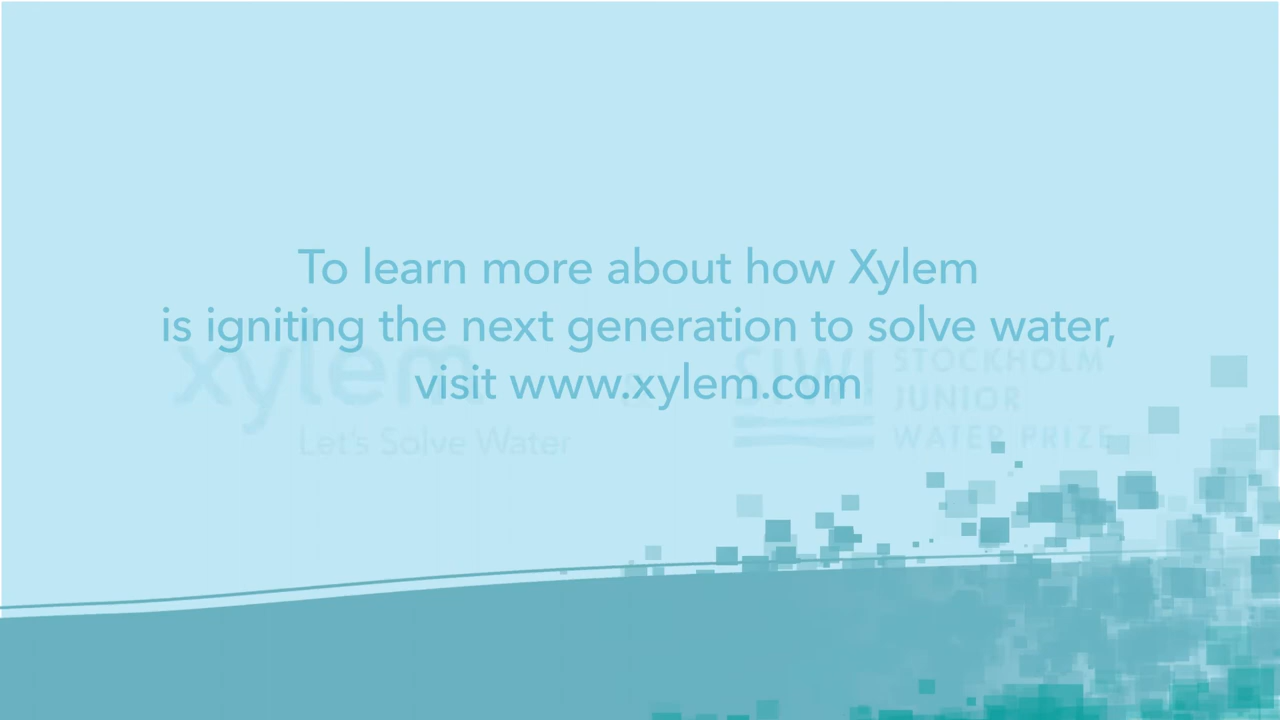 To learn more about how Xylem
is igniting the next generation to solve water,
visit www.xylem.com
xylem
Let's Solve Water
SIWI
STOCKHOLM
JUNIOR
WATER PRIZE